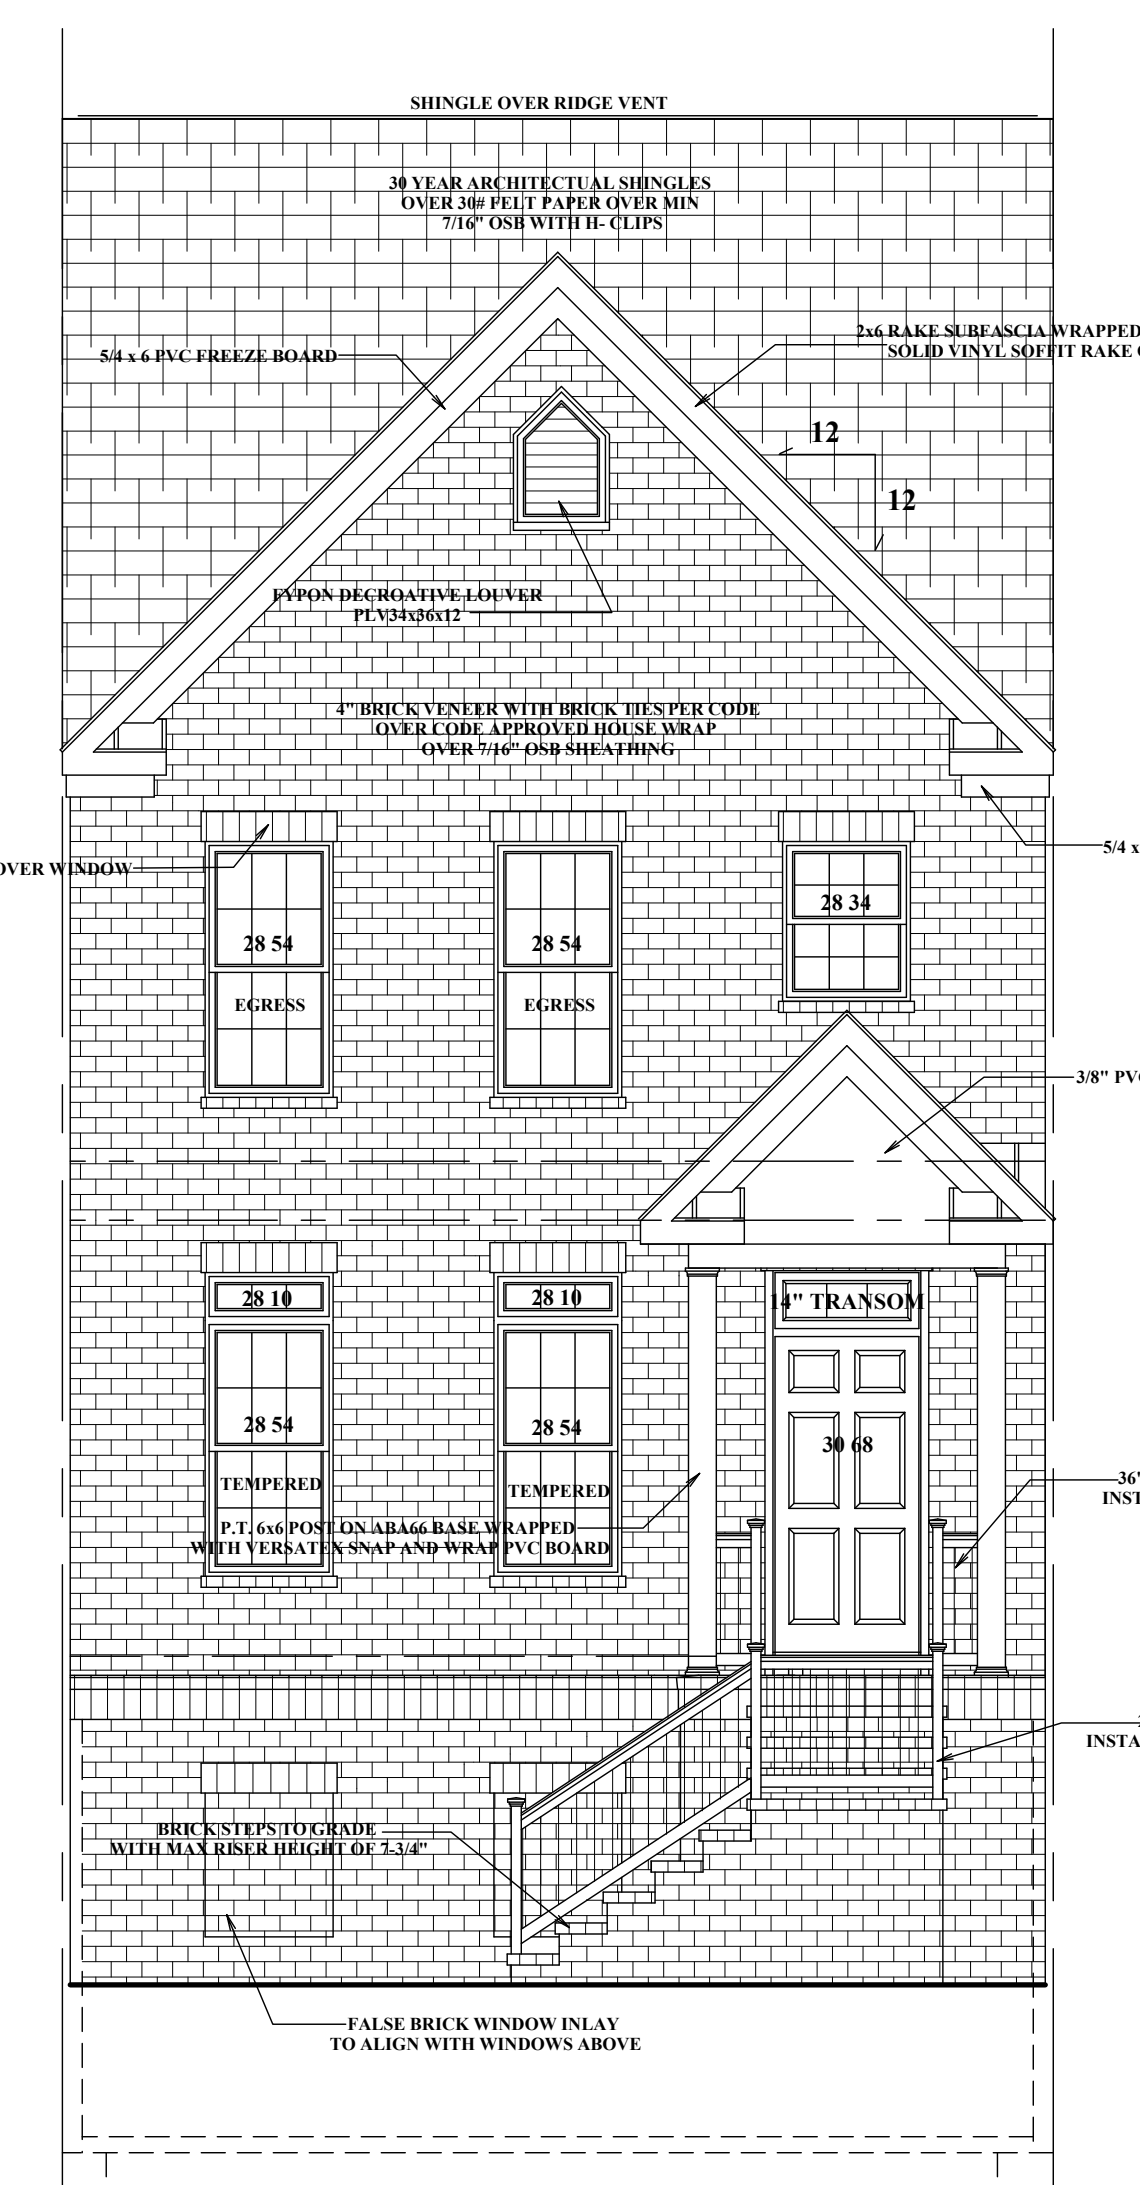 SHINGLE OVER RIDGE VENT
30 YEAR ARCHITECTUAL SHINGLES
OVER 30# FELT PAPER OVER MIN
7/16" OSB WITH H- CLIPS
2x6 RAKE SUBFASCIA WRAPPED
SOLID VINYL SOFFIT RAKE
5/4 x 6 PVC FREEZE BOARD
12
12
FYPON DECROATIVE LOUVER
PLV34x36x12
4" BRICK VENEER WITH BRICK TIES PER CODE
OVER CODE APPROVED HOUSE WRAP
OVER 7/16" OSB SHEATHING
5/4 x
OVER WINDOW
28 34
28 54
28 54
EGRESS
EGRESS
3/8" PV
28 10
28 10
14" TRANSOM
28 54
28 54
30 68
TEMPERED
TEMPERED
36"
INST
P.T. 6x6 POST ON ABA66 BASE WRAPPED
WITH VERSATEX SNAP AND WRAP PVC BOARD
INSTA
BRICK STEPS TO GRADE
WITH MAX RISER HEIGHT OF 7-3/4"
FALSE BRICK WINDOW INLAY
TO ALIGN WITH WINDOWS ABOVE